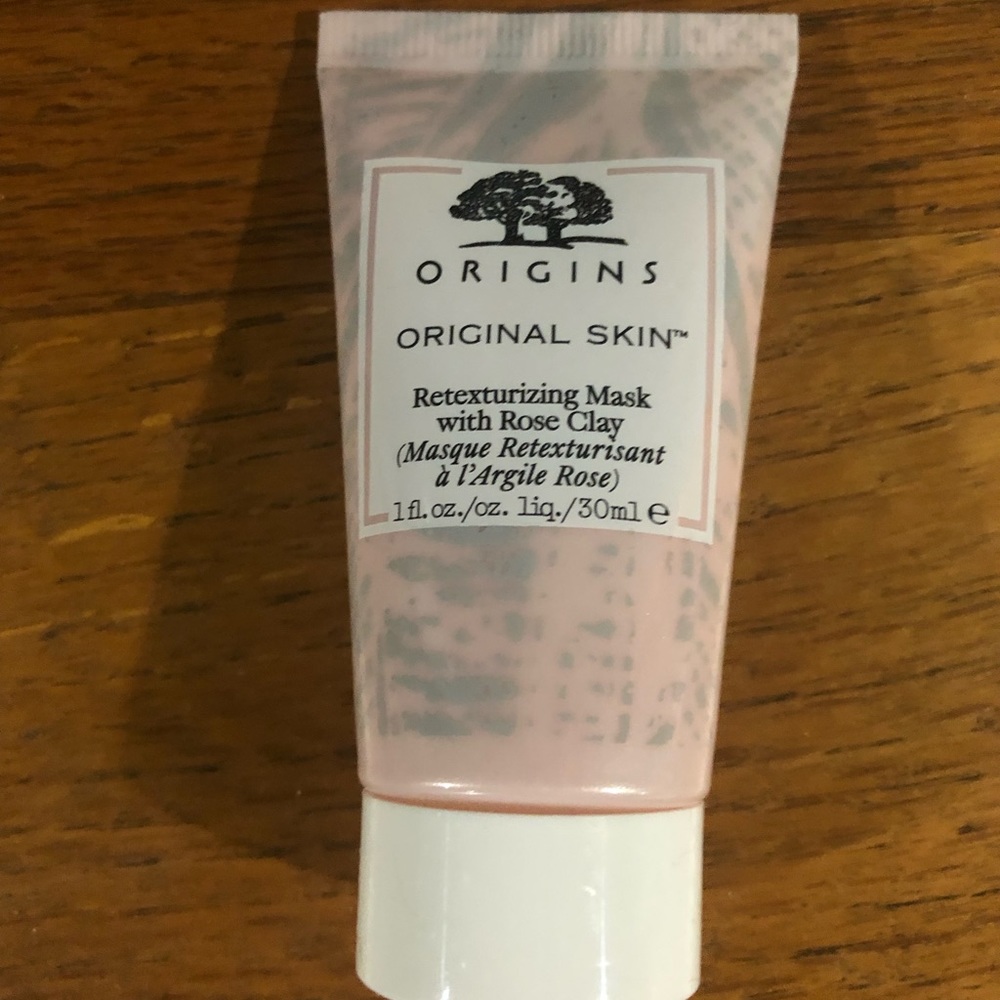 ORIGINS
ORIGINAL SKIN™
Retexturizing Mask
with Rose Clay
(Masque Retexturisant
à l'Argile Rose)
1 fl. oz./oz. liq./30ml ℮